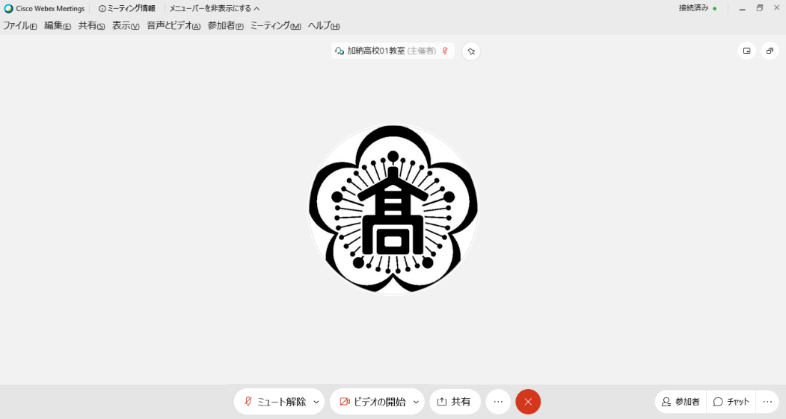 Cisco Webex Meetings ミーティング情報 メニューバーを非表示にする 接続済み
ファイル(F) 編集(E) 共有(S) 表示(V) 音声とビデオ(A) 参加者(P) ミーティング(M) ヘルプ(H)
加納高校01教室 (主催者)
高
ミュート解除 ビデオの開始 共有 参加者 チャット